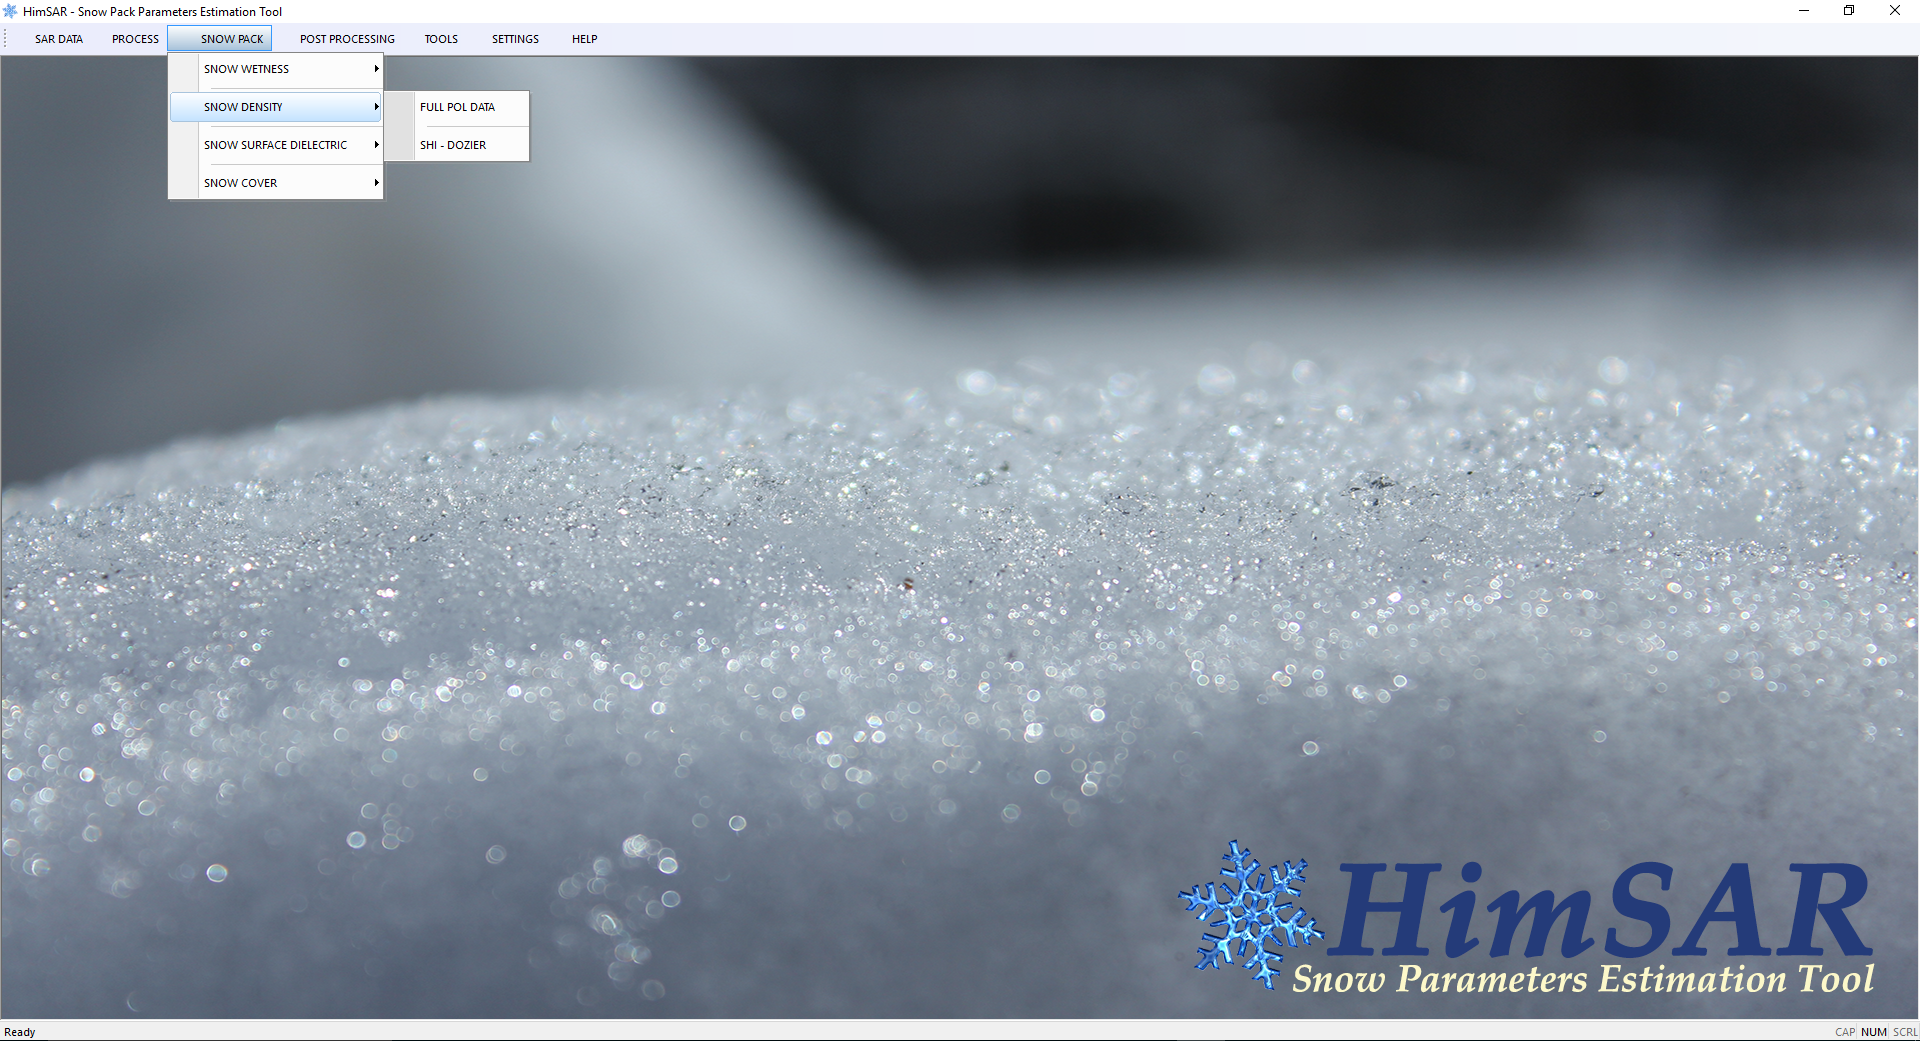 HimSAR - Snow Pack Parameters Estimation Tool
SAR DATA PROCESS SNOW PACK POST PROCESSING TOOLS SETTINGS HELP
SNOW WETNESS
SNOW DENSITY
SNOW SURFACE DIELECTRIC
SNOW COVER
FULL POL DATA
SHI - DOZIER
HimSAR
Snow Parameters Estimation Tool
Ready
CAP NUM SCRL